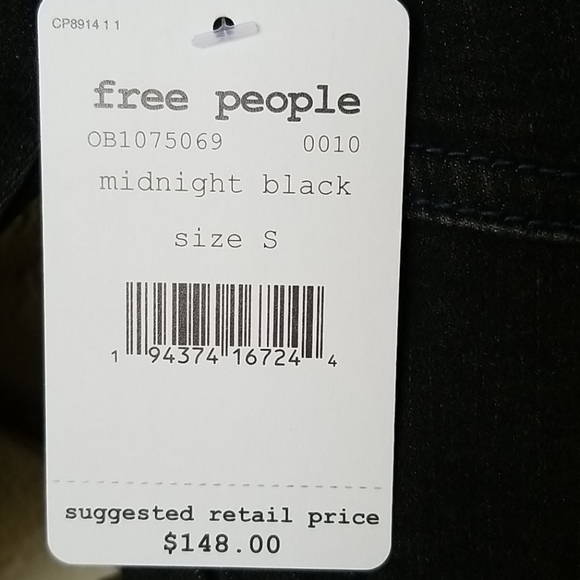 CP8914 1 1
free people
OB1075069 0010
midnight black
size S
1 94374 16724 4
suggested retail price
$148.00